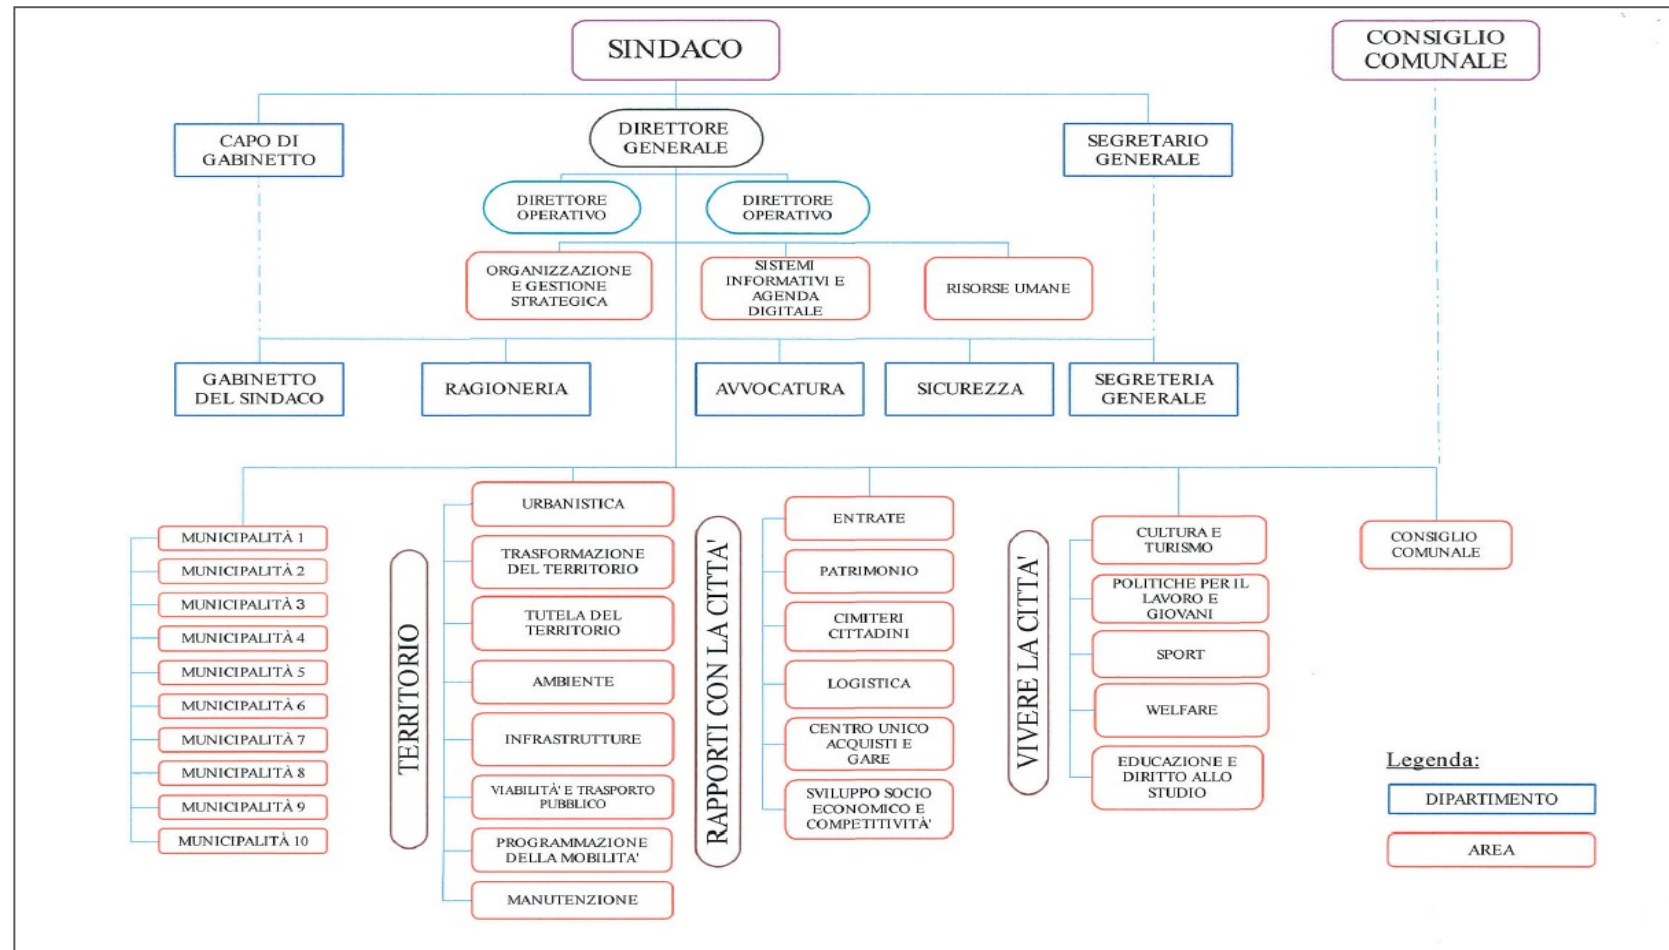 SINDACO
CONSIGLIO
COMUNALE
CAPO DI
GABINETTO
DIRETTORE
GENERALE
SEGRETARIO
GENERALE
DIRETTORE
OPERATIVO
DIRETTORE
OPERATIVO
ORGANIZZAZIONE
E GESTIONE
STRATEGICA
SISTEMI
INFORMATIVI E
AGENDA
DIGITALE
RISORSE UMANE
GABINETTO
DEL SINDACO
RAGIONERIA
AVVOCATURA
SICUREZZA
SEGRETERIA
GENERALE
MUNICIPALITÀ 1
MUNICIPALITÀ 2
MUNICIPALITÀ 3
MUNICIPALITÀ 4
MUNICIPALITÀ 5
MUNICIPALITÀ 6
MUNICIPALITÀ 7
MUNICIPALITÀ 8
MUNICIPALITÀ 9
MUNICIPALITÀ 10
TERRITORIO
URBANISTICA
TRASFORMAZIONE
DEL TERRITORIO
TUTELA DEL
TERRITORIO
AMBIENTE
INFRASTRUTTURE
VIABILITA' E TRASPORTO
PUBBLICO
PROGRAMMAZIONE
DELLA MOBILITA'
MANUTENZIONE
RAPPORTI CON LA CITTA'
ENTRATE
PATRIMONIO
CIMITERI
CITTADINI
LOGISTICA
CENTRO UNICO
ACQUISTI E
GARE
SVILUPPO SOCIO
ECONOMICO E
COMPETITIVITA'
VIVERE LA CITTA'
CULTURA E
TURISMO
POLITICHE PER IL
LAVORO E
GIOVANI
SPORT
WELFARE
EDUCAZIONE E
DIRITTO ALLO
STUDIO
CONSIGLIO
COMUNALE
Legenda:
DIPARTIMENTO
AREA